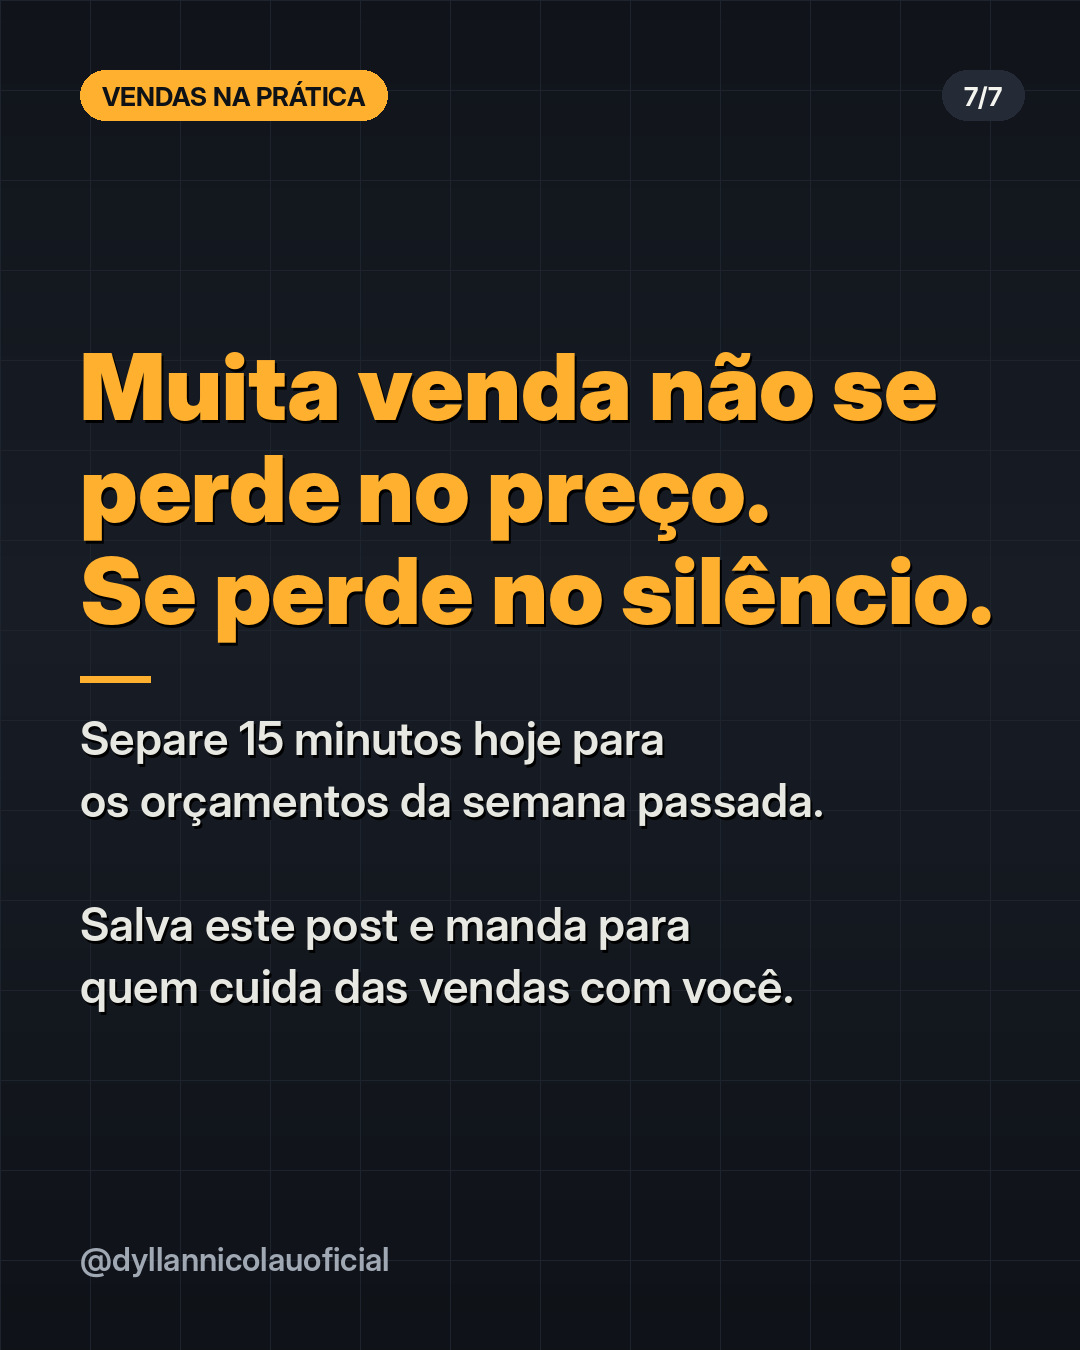 VENDAS NA PRÁTICA
7/7
Muita venda não se
perde no preço.
Se perde no silêncio.
Separe 15 minutos hoje para
os orçamentos da semana passada.
Salva este post e manda para
quem cuida das vendas com você.
@dyllannicolauoficial